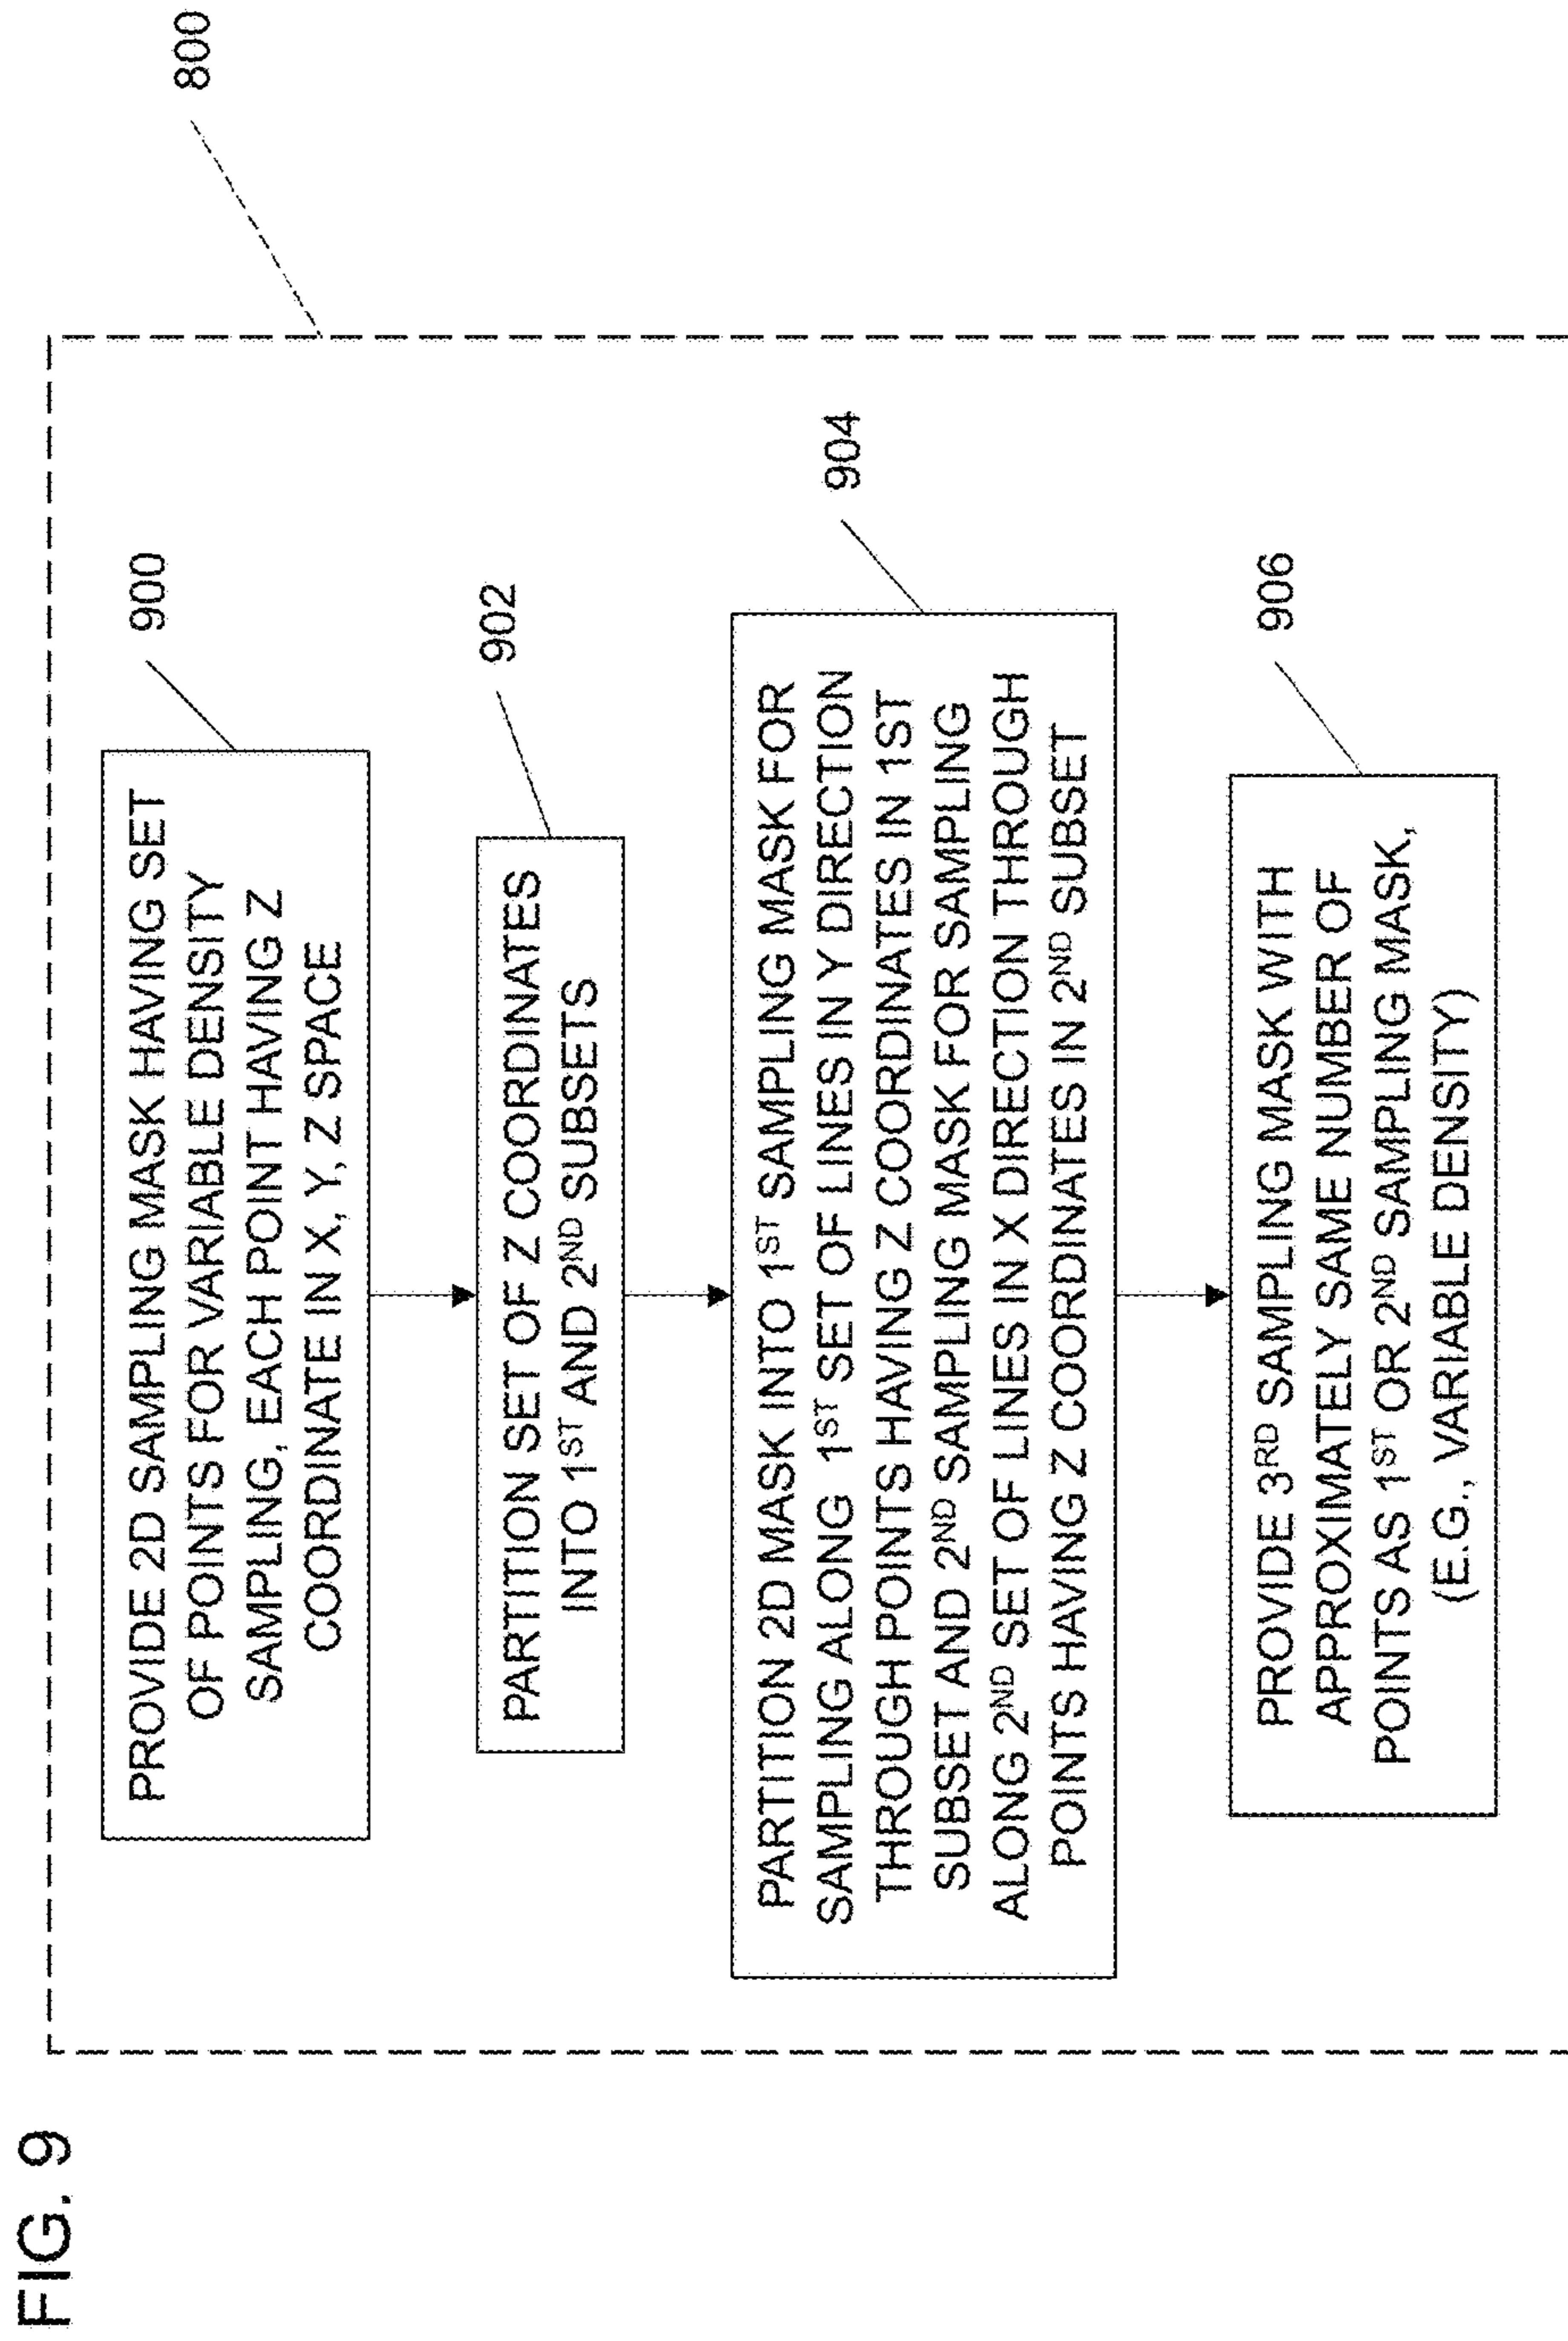 FIG. 9
800
PROVIDE 2D SAMPLING MASK HAVING SET
OF POINTS FOR VARIABLE DENSITY
SAMPLING, EACH POINT HAVING Z
COORDINATE IN X, Y, Z SPACE
900
PARTITION SET OF Z COORDINATES
INTO 1ST AND 2ND SUBSETS
902
PARTITION 2D MASK INTO 1ST SAMPLING MASK FOR
SAMPLING ALONG 1ST SET OF LINES IN Y DIRECTION
THROUGH POINTS HAVING Z COORDINATES IN 1ST
SUBSET AND 2ND SAMPLING MASK FOR SAMPLING
ALONG 2ND SET OF LINES IN X DIRECTION THROUGH
POINTS HAVING Z COORDINATES IN 2ND SUBSET
904
PROVIDE 3RD SAMPLING MASK WITH
APPROXIMATELY SAME NUMBER OF
POINTS AS 1ST OR 2ND SAMPLING MASK,
(E.G., VARIABLE DENSITY)
906